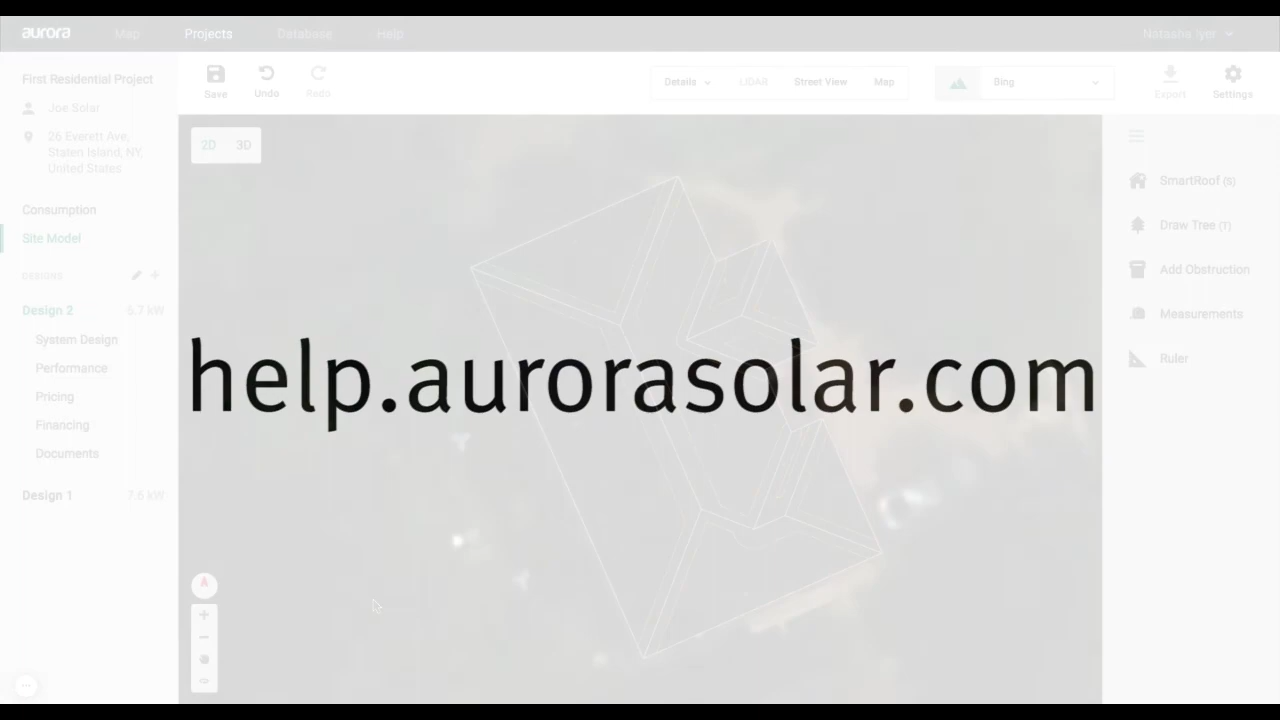 aurora
Map
Projects
Database
Help
Natasha Iyer
First Residential Project
Joe Solar
26 Everett Ave,
Staten Island, NY,
United States
Consumption
Site Model
DESIGNS
Design 2
6.7 kW
System Design
Performance
Pricing
Financing
Documents
Design 1
7.6 kW
Save
Undo
Redo
Details
LIDAR
Street View
Map
Bing
Export
Settings
2D
3D
help.aurorasolar.com
SmartRoof (S)
Draw Tree (T)
Add Obstruction
Measurements
Ruler